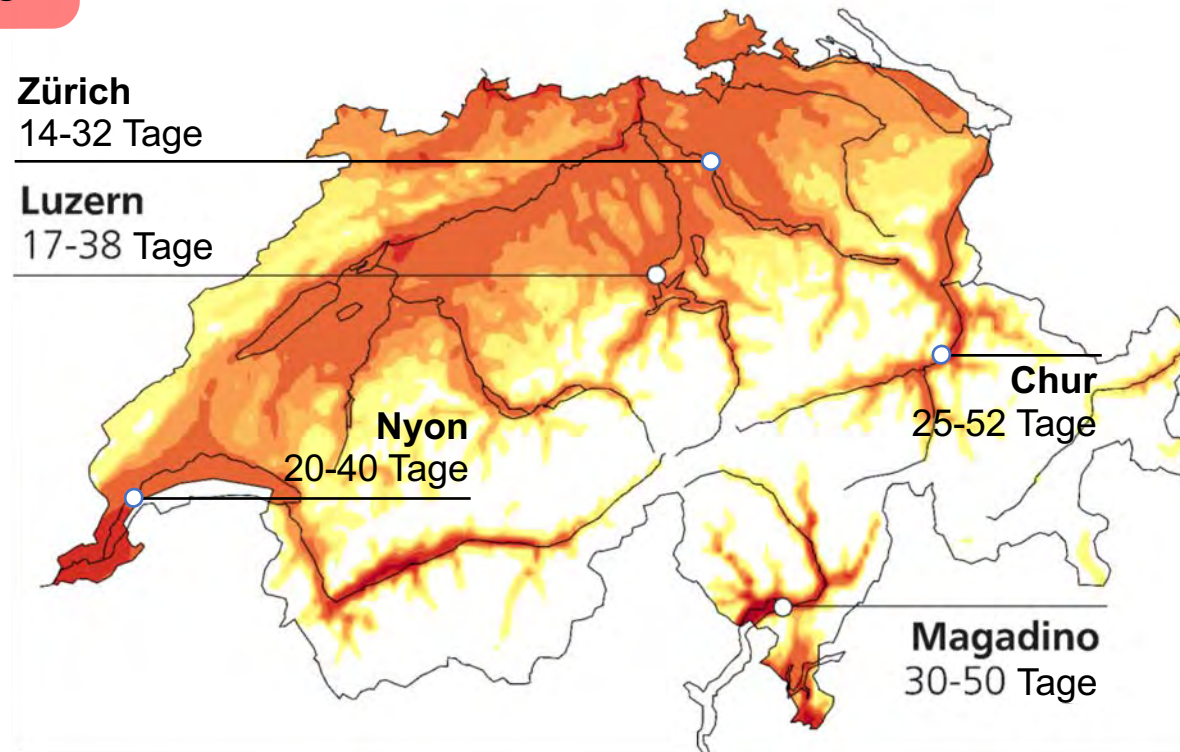 Zürich
14-32 Tage
Luzern
17-38 Tage
Chur
25-52 Tage
Nyon
20-40 Tage
Magadino
30-50 Tage